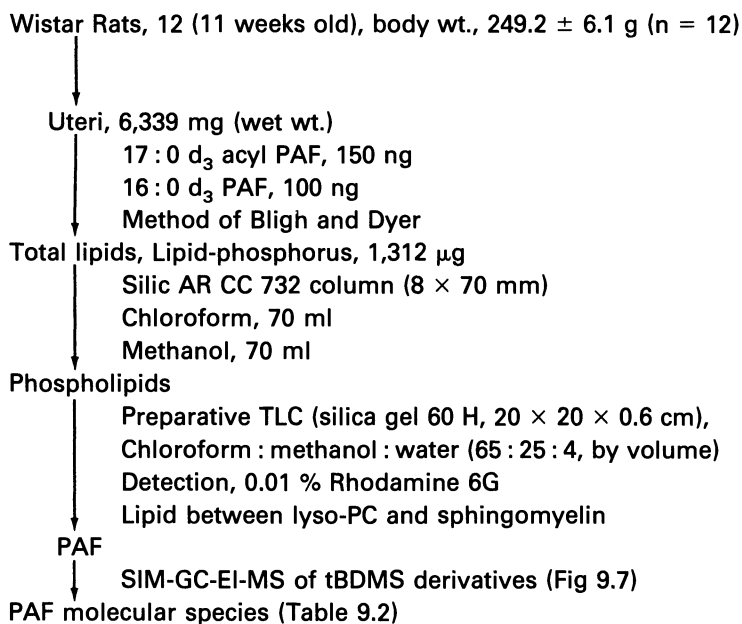 Wistar Rats, 12 (11 weeks old), body wt., 249.2 ± 6.1 g (n = 12)
Uteri, 6,339 mg (wet wt.)
17 : 0 d₃ acyl PAF, 150 ng
16 : 0 d₃ PAF, 100 ng
Method of Bligh and Dyer
Total lipids, Lipid-phosphorus, 1,312 μg
Silic AR CC 732 column (8 × 70 mm)
Chloroform, 70 ml
Methanol, 70 ml
Phospholipids
Preparative TLC (silica gel 60 H, 20 × 20 × 0.6 cm),
Chloroform : methanol : water (65 : 25 : 4, by volume)
Detection, 0.01 % Rhodamine 6G
Lipid between lyso-PC and sphingomyelin
PAF
SIM-GC-EI-MS of tBDMS derivatives (Fig 9.7)
PAF molecular species (Table 9.2)